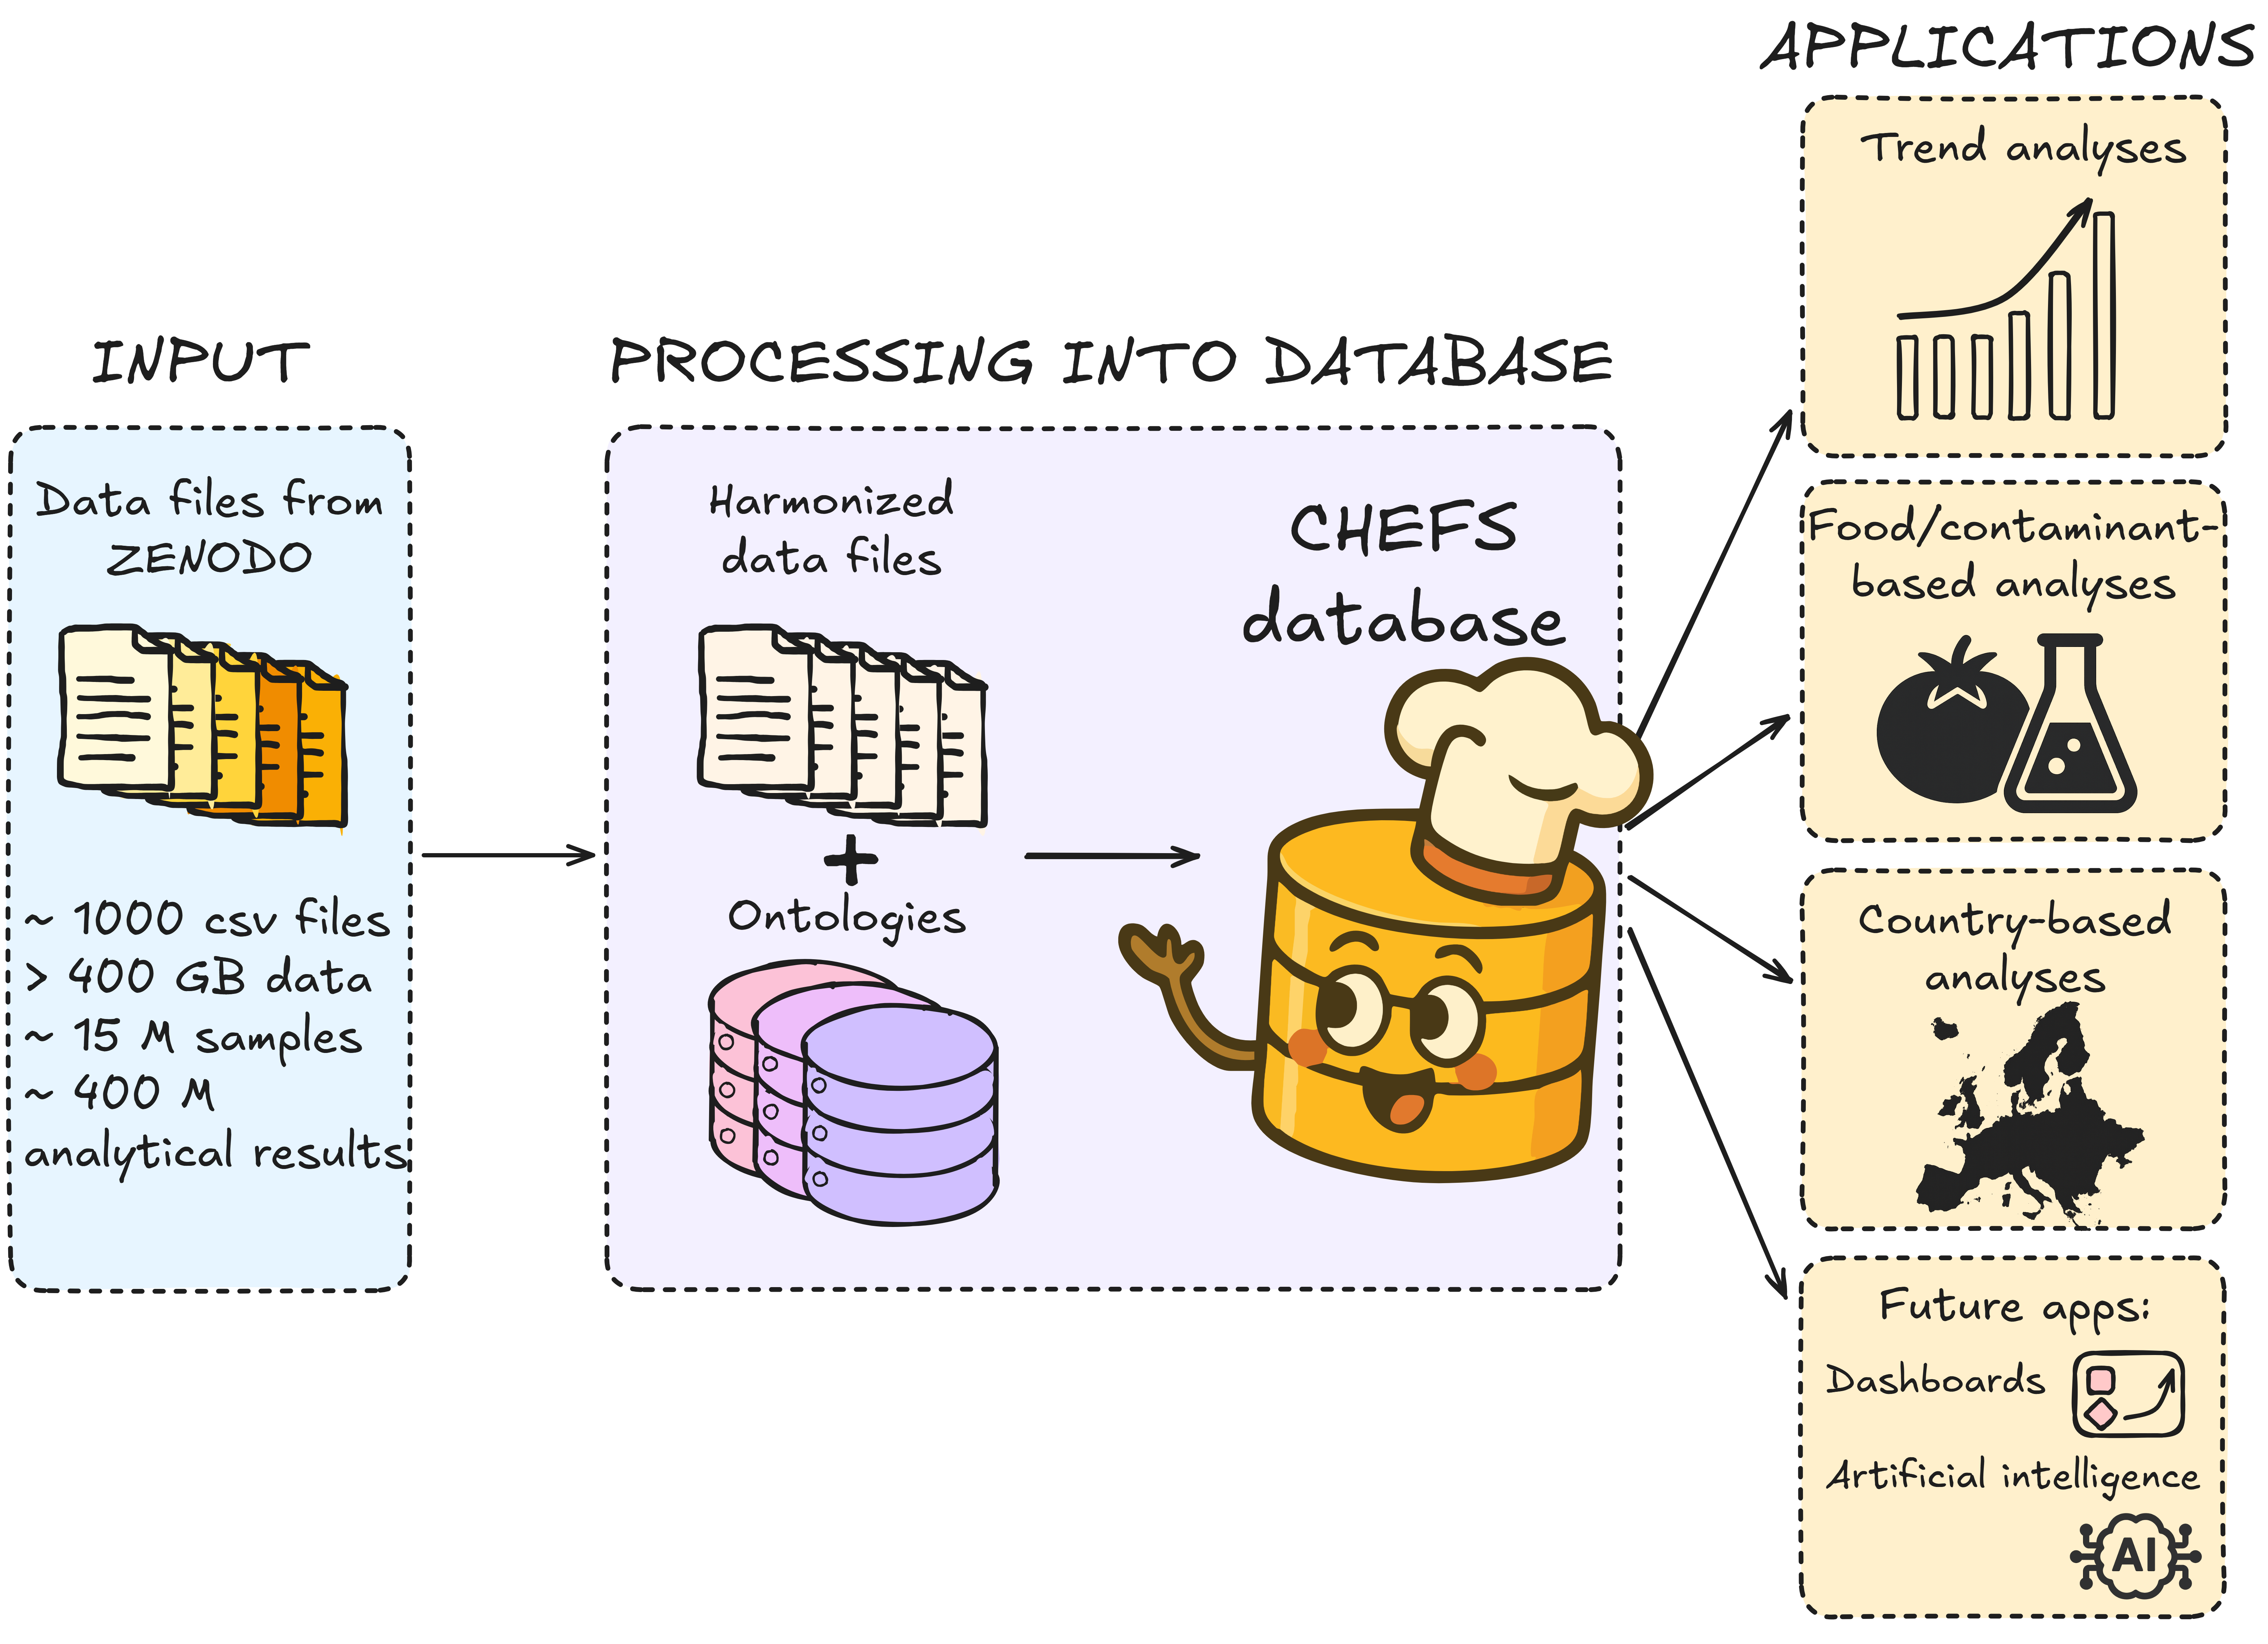 INPUT
Data files from
ZENODO
~ 1000 csv files
> 400 GB data
~ 15 M samples
~ 400 M
analytical results
PROCESSING INTO DATABASE
Harmonized
data files
+
Ontologies
CHEFS
database
APPLICATIONS
Trend analyses
Food/contaminant-
based analyses
Country-based
analyses
Future apps:
Dashboards
Artificial intelligence
AI